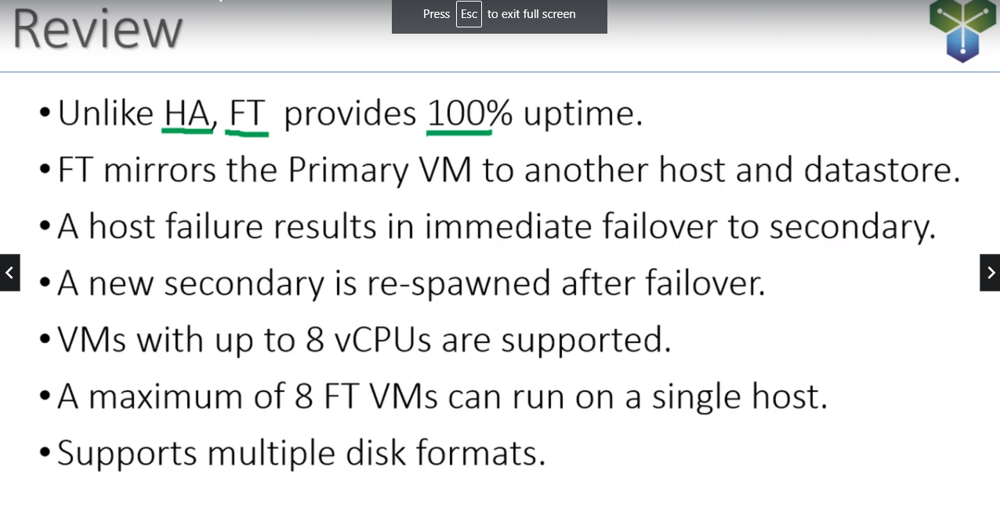 Press Esc to exit full screen
Review
• Unlike HA, FT provides 100% uptime.
• FT mirrors the Primary VM to another host and datastore.
• A host failure results in immediate failover to secondary.
• A new secondary is re-spawned after failover.
• VMs with up to 8 vCPUs are supported.
• A maximum of 8 FT VMs can run on a single host.
• Supports multiple disk formats.